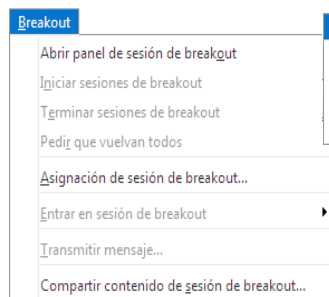 Breakout
Abrir panel de sesión de breakout
Iniciar sesiones de breakout
Terminar sesiones de breakout
Pedir que vuelvan todos
Asignación de sesión de breakout...
Entrar en sesión de breakout
Transmitir mensaje...
Compartir contenido de sesión de breakout...